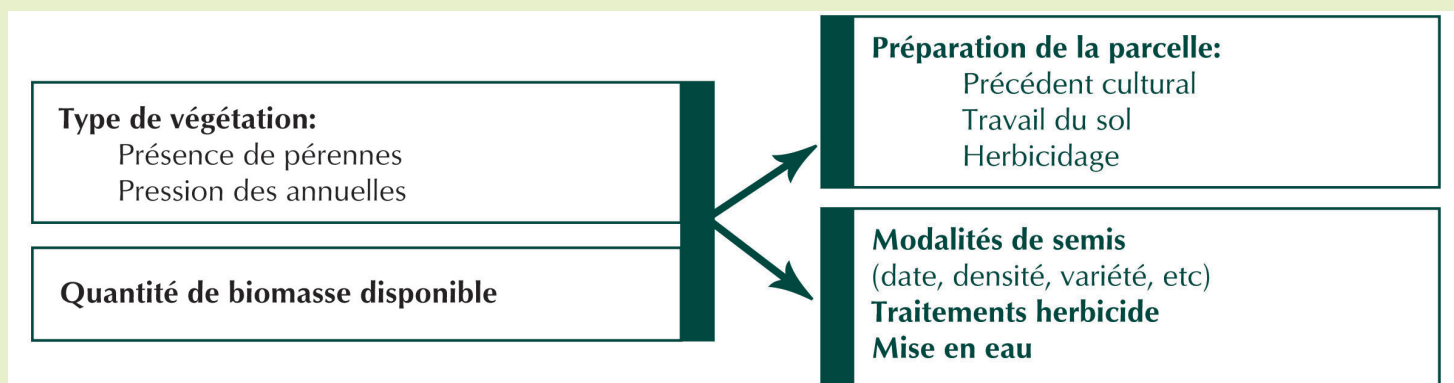 Type de végétation:
Présence de pérennes
Pression des annuelles
Quantité de biomasse disponible
Préparation de la parcelle:
Précédent cultural
Travail du sol
Herbicidage
Modalités de semis
(date, densité, variété, etc)
Traitements herbicide
Mise en eau